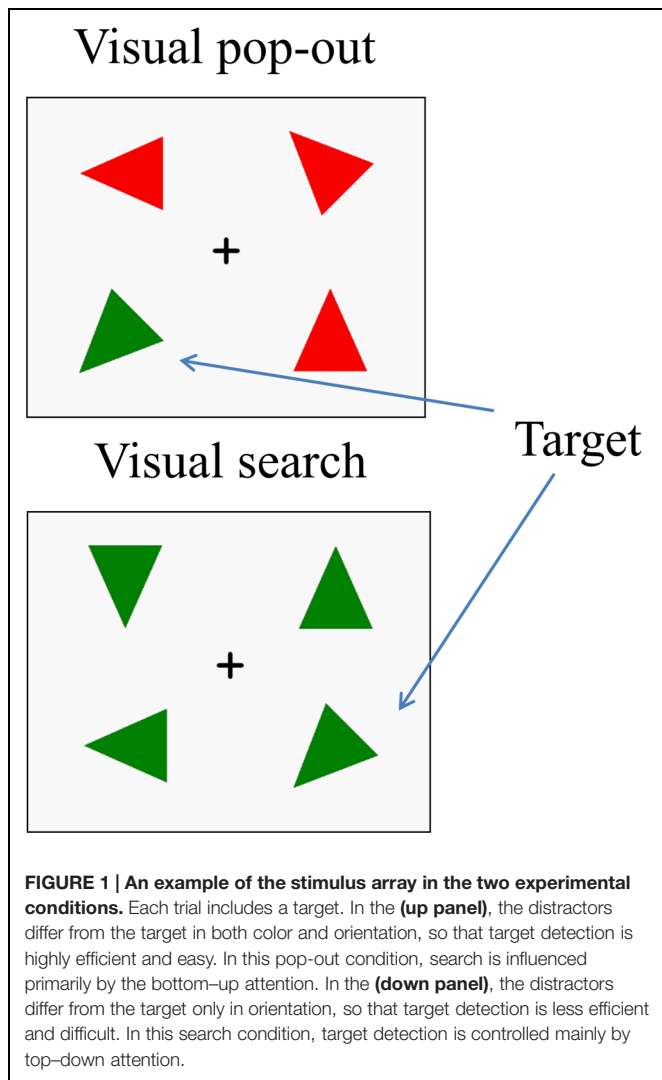 Visual pop-out
+
Target
Visual search
+
FIGURE 1 | An example of the stimulus array in the two experimental
conditions. Each trial includes a target. In the (up panel), the distractors
differ from the target in both color and orientation, so that target detection is
highly efficient and easy. In this pop-out condition, search is influenced
primarily by the bottom–up attention. In the (down panel), the distractors
differ from the target only in orientation, so that target detection is less efficient
and difficult. In this search condition, target detection is controlled mainly by
top–down attention.